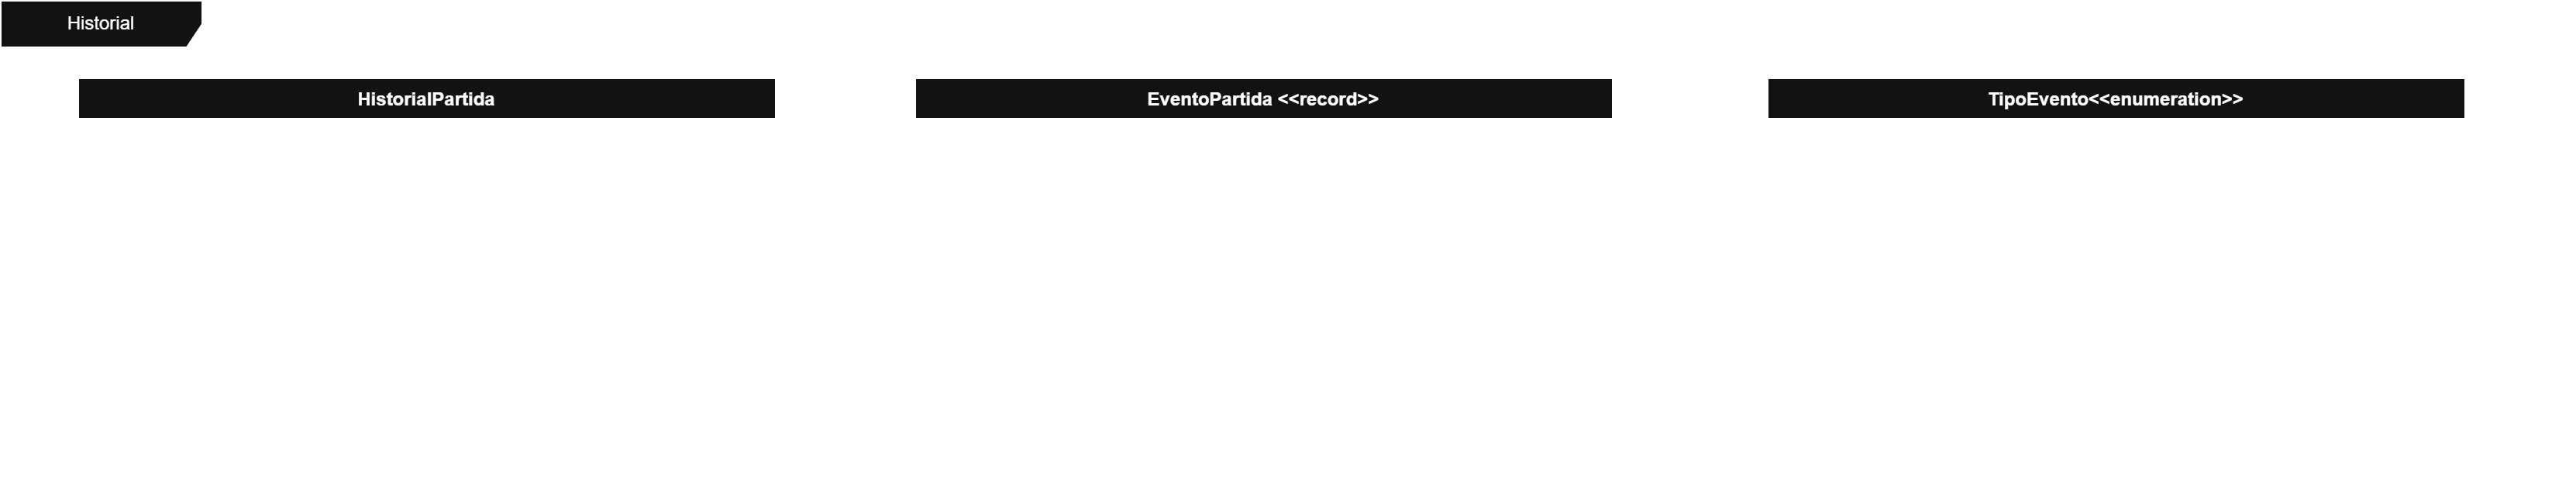 Historial
HistorialPartida
EventoPartida <<record>>
TipoEvento<<enumeration>>